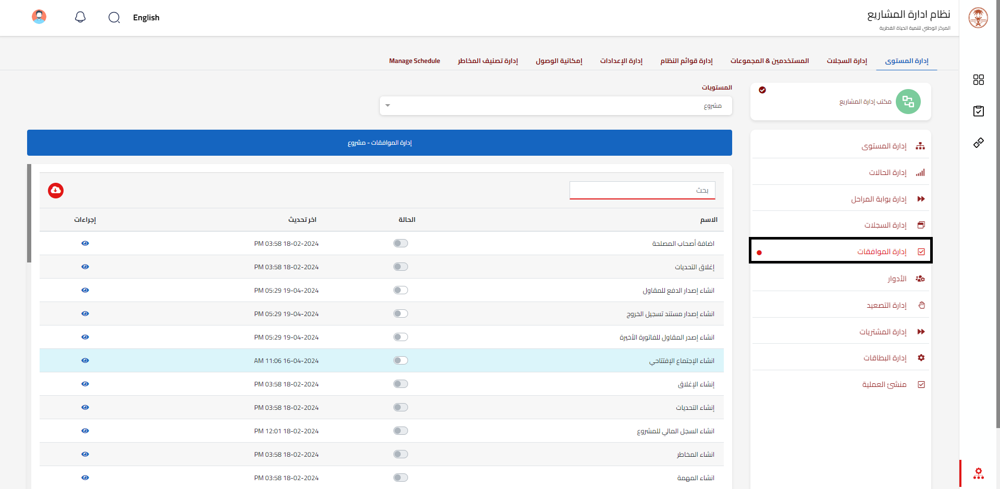 نظام ادارة المشاريع
المركز الوطني لتنمية الحياة الفطرية
English
إدارة المستوى
إدارة السجلات
المستخدمين & المجموعات
إدارة قوائم النظام
إدارة الإعدادات
إمكانية الوصول
إدارة تصنيف المخاطر
Manage Schedule
مكتب إدارة المشاريع
إدارة المستوى
إدارة الحالات
إدارة بوابة المراحل
إدارة السجلات
إدارة الموافقات
الأدوار
إدارة التصعيد
إدارة المشتريات
إدارة البطاقات
منشئ العملية
المستويات
مشروع
إدارة الموافقات - مشروع
بحث
الاسم الحالة اخر تحديث إجراءات
اضافة أصحاب المصلحة PM 03:58 18-02-2024
إغلاق التحديات PM 03:58 18-02-2024
انشاء إصدار الدفع للمقاول PM 05:29 19-04-2024
انشاء إصدار مستند تسجيل الخروج PM 05:29 19-04-2024
انشاء إصدر المقاول للفاتورة الأخيرة PM 05:29 19-04-2024
انشاء الإجتماع الإفتتاحي AM 11:06 16-04-2024
إنشاء الإغلاق PM 03:58 18-02-2024
إنشاء التحديات PM 03:58 18-02-2024
انشاء السجل المالي للمشروع PM 12:01 18-02-2024
انشاء المخاطر PM 03:58 18-02-2024
انشاء المهمة PM 03:58 18-02-2024